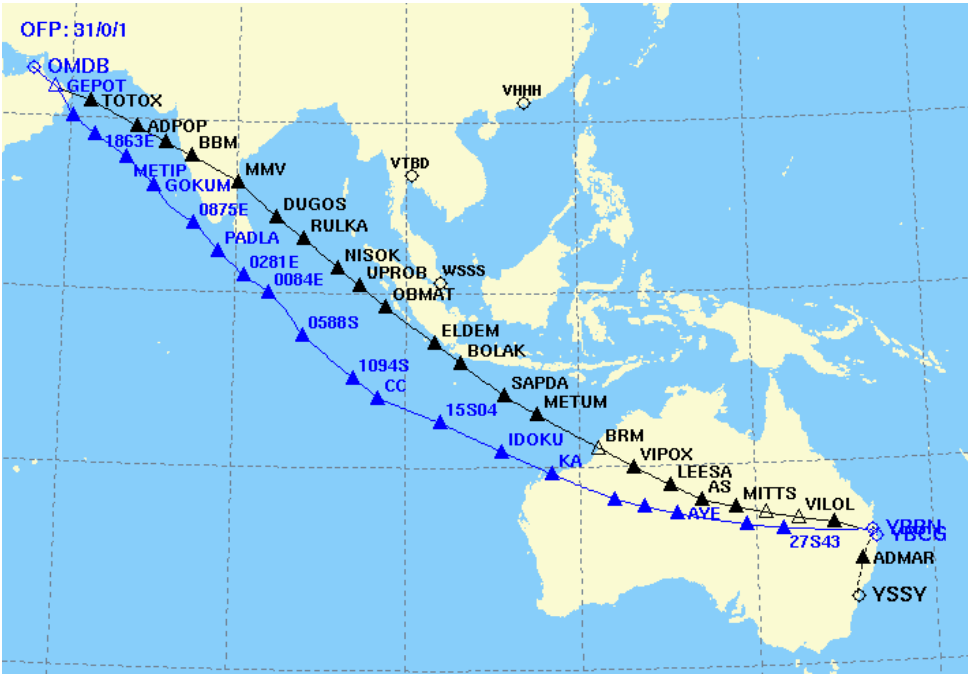 OFP: 31/0/1
OMDB
GEPOT
TOTOX
VHHH
ADPOP
1863E
BBM
VTBD
METIP
MMV
GOKUM
0875E
DUGOS
RULKA
PADLA
NISOK
0281E
WSSS
UPROB
0084E
OBMAT
0588S
ELDEM
BOLAK
1094S
CC
SAPDA
15S04
METUM
IDOKU
BRM
KA
VIPOX
LEESA
AS
MITTS
VILOL
AYE
YBBN
YBCG
27S43
ADMAR
YSSY